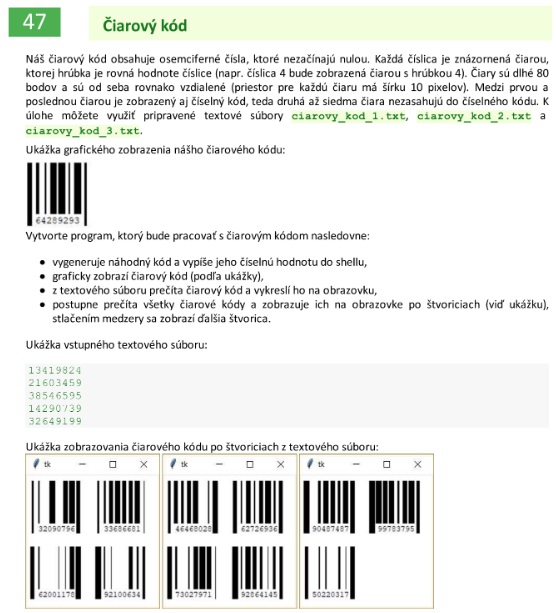 47
Čiarový kód
Náš čiarový kód obsahuje osemciferné čísla, ktoré nezačínajú nulou. Každá číslica je znázornená čiarou,
ktorej hrúbka je rovná hodnote číslice (napr. číslica 4 bude zobrazená čiarou s hrúbkou 4). Čiary sú dlhé 80
bodov a sú od seba rovnako vzdialené (priestor pre každú čiaru má šírku 10 pixelov). Medzi prvou a
poslednou čiarou je zobrazený aj číselný kód, teda druhá až siedma čiara nezasahujú do číselného kódu. K
úlohe môžete využiť pripravené textové súbory ciarovy_kod_1.txt, ciarovy_kod_2.txt a
ciarovy_kod_3.txt.
Ukážka grafického zobrazenia nášho čiarového kódu:
64289293
Vytvorte program, ktorý bude pracovať s čiarovým kódom nasledovne:
• vygeneruje náhodný kód a vypíše jeho číselnú hodnotu do shellu,
• graficky zobrazí čiarový kód (podľa ukážky),
• z textového súboru prečíta čiarový kód a vykreslí ho na obrazovku,
• postupne prečíta všetky čiarové kódy a zobrazuje ich na obrazovke po štvoriciach (viď ukážku),
stlačením medzery sa zobrazí ďalšia štvorica.
Ukážka vstupného textového súboru:
13419824
21603459
38546595
14290739
32649199
Ukážka zobrazovania čiarového kódu po štvoriciach z textového súboru:
tk tk tk
32098796 33686681 46468028 62726936 90487487 99783795
62001178 92100634 73027971 92864145 50220317